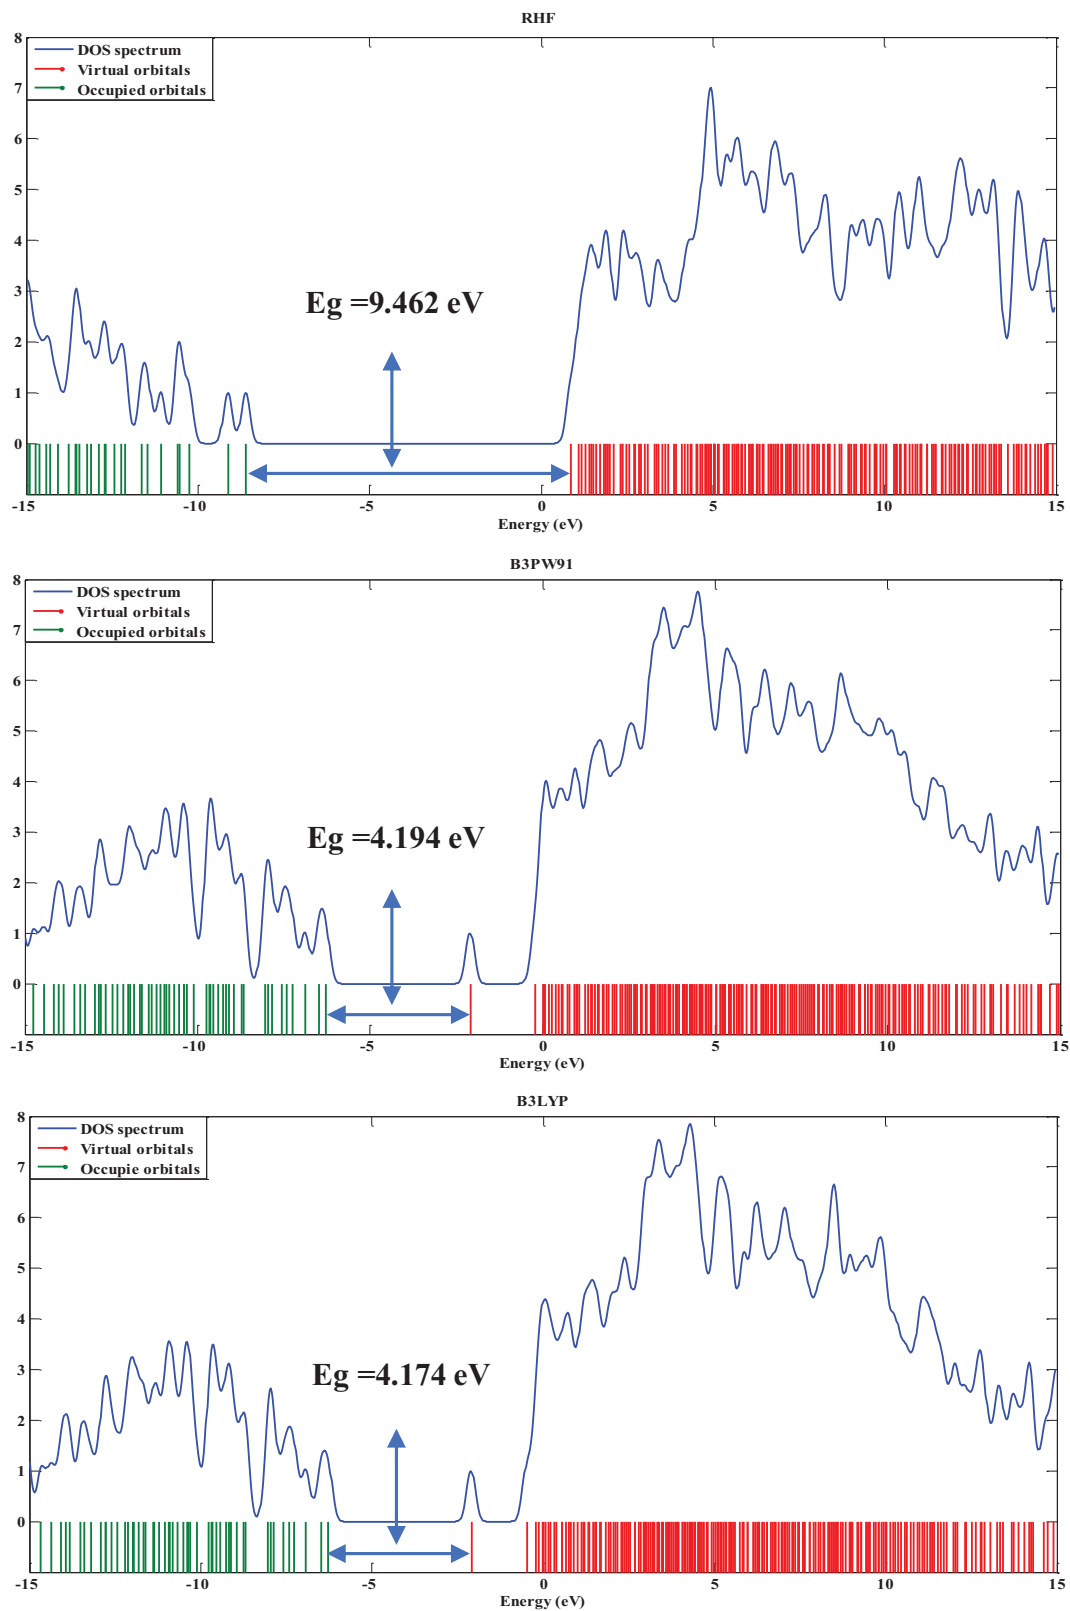 RHF
8
7
6
5
4
3
2
1
0
DOS spectrum
Virtual orbitals
Occupied orbitals
Eg =9.462 eV
-15 -10 -5 0 5 10 15
Energy (eV)
B3PW91
8
7
6
5
4
3
2
1
0
DOS spectrum
Virtual orbitals
Occupied orbitals
Eg =4.194 eV
-15 -10 -5 0 5 10 15
Energy (eV)
B3LYP
8
7
6
5
4
3
2
1
0
DOS spectrum
Virtual orbitals
Occupie orbitals
Eg =4.174 eV
-15 -10 -5 0 5 10 15
Energy (eV)